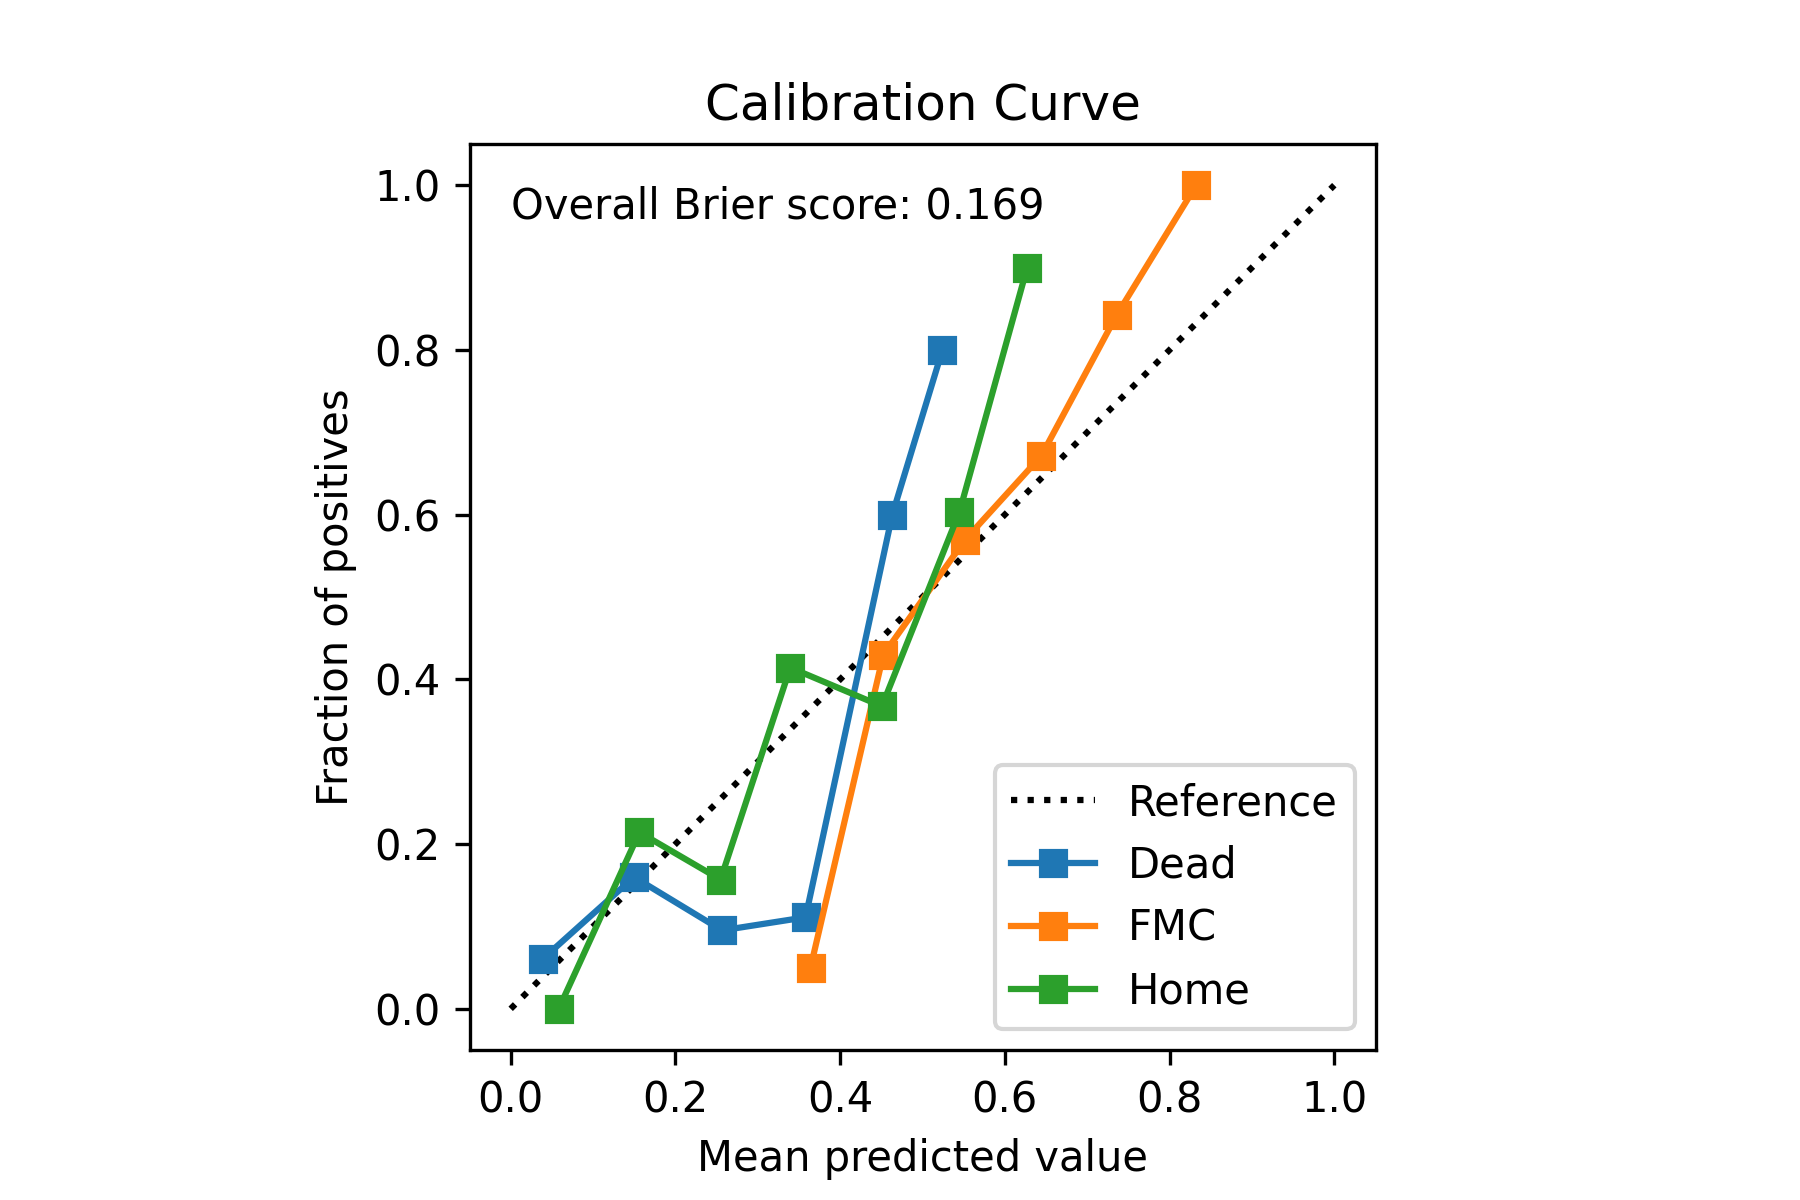 Calibration Curve
Overall Brier score: 0.169
1.0
0.8
0.6
0.4
0.2
0.0
Fraction of positives
Reference
Dead
FMC
Home
0.0 0.2 0.4 0.6 0.8 1.0
Mean predicted value